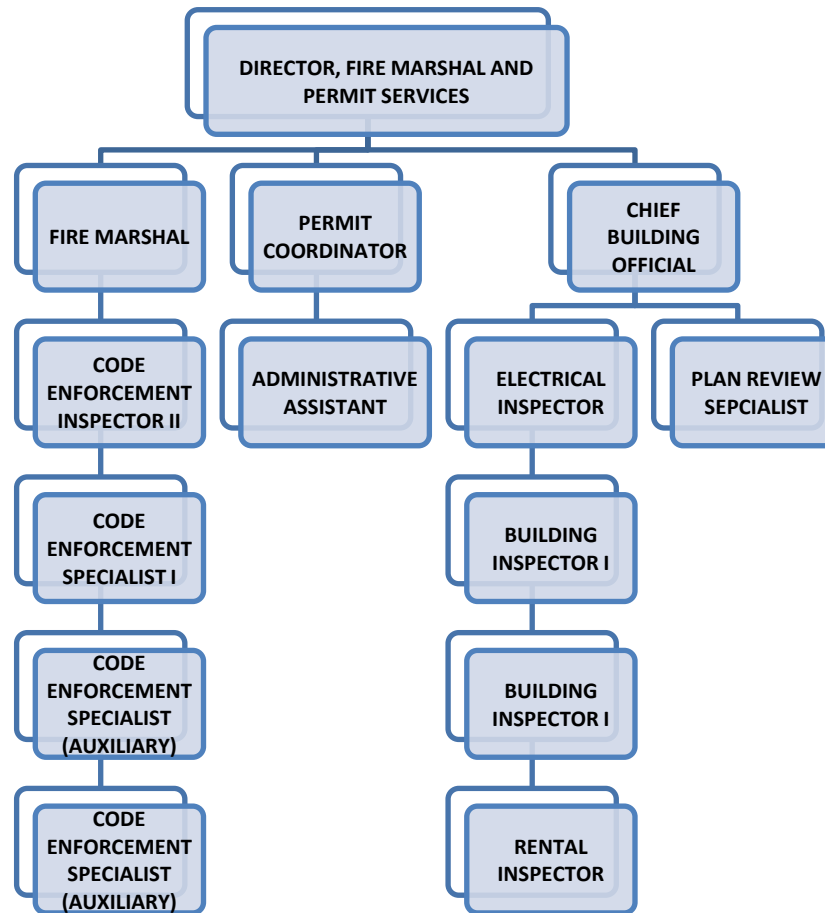 DIRECTOR, FIRE MARSHAL AND
PERMIT SERVICES
FIRE MARSHAL
PERMIT
COORDINATOR
CHIEF
BUILDING
OFFICIAL
CODE
ENFORCEMENT
INSPECTOR II
ADMINISTRATIVE
ASSISTANT
ELECTRICAL
INSPECTOR
PLAN REVIEW
SEPCIALIST
CODE
ENFORCEMENT
SPECIALIST I
BUILDING
INSPECTOR I
CODE
ENFORCEMENT
SPECIALIST
(AUXILIARY)
BUILDING
INSPECTOR I
CODE
ENFORCEMENT
SPECIALIST
(AUXILIARY)
RENTAL
INSPECTOR